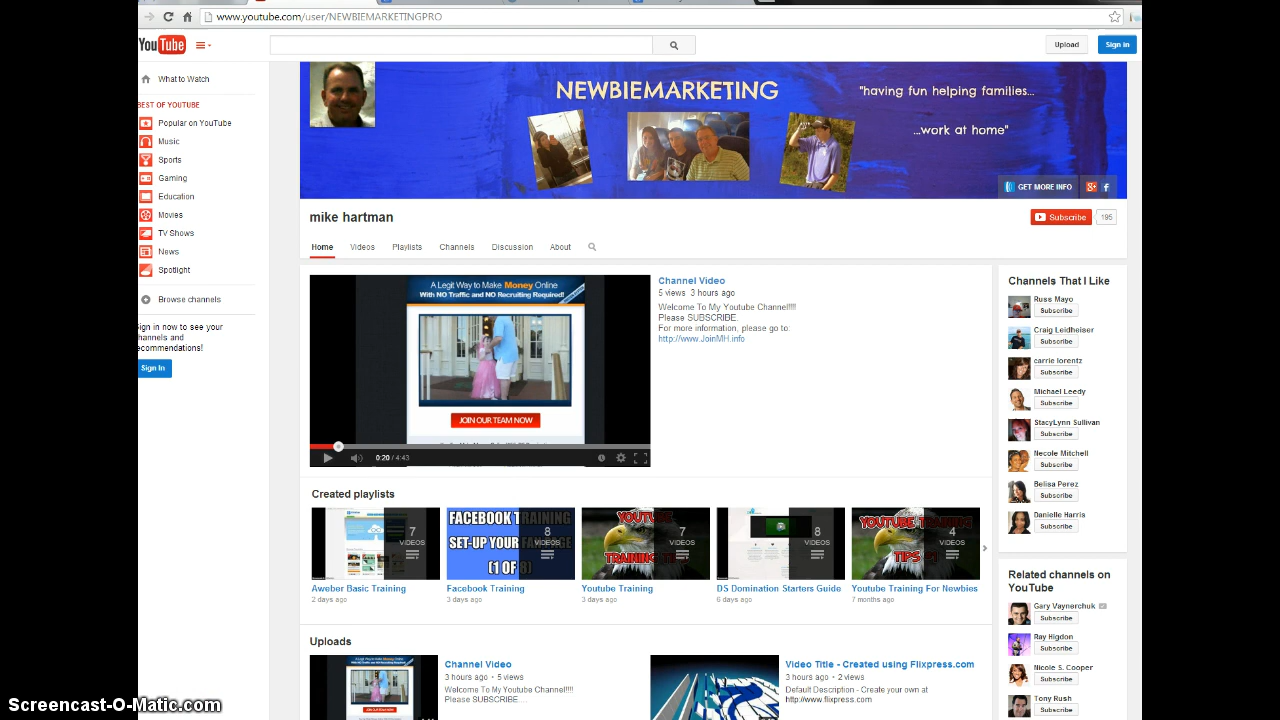 www.youtube.com/user/NEWBIEMARKETINGPRO
YouTube
Upload
Sign in
What to Watch
BEST OF YOUTUBE
Popular on YouTube
Music
Sports
Gaming
Education
Movies
TV Shows
News
Spotlight
Browse channels
Sign in now to see your
channels and
recommendations!
Sign In
NEWBIEMARKETING
"having fun helping families...
...work at home"
GET MORE INFO
mike hartman
Subscribe 195
Home Videos Playlists Channels Discussion About
A Legit Way to Make Money Online
With NO Traffic and NO Recruiting Required!
JOIN OUR TEAM NOW
0:20 / 4:43
Channel Video
5 views 3 hours ago
Welcome To My Youtube Channel!!!!
Please SUBSCRIBE.
For more information, please go to:
http://www.JoinMH.info
Created playlists
7
VIDEOS
Aweber Basic Training
2 days ago
FACEBOOK TRAINING
SET-UP YOUR FANPAGE
(1 OF 8)
8
VIDEOS
Facebook Training
3 days ago
YOUTUBE
TRAINING
7
VIDEOS
Youtube Training
3 days ago
8
VIDEOS
DS Domination Starters Guide
6 days ago
YOUTUBE TRAINING
TIPS #1
4
VIDEOS
Youtube Training For Newbies
7 months ago
Uploads
Channel Video
3 hours ago • 5 views
Welcome To My Youtube Channel!!!!
Please SUBSCRIBE....
Video Title - Created using Flixpress.com
3 hours ago • 2 views
Default Description - Create your own at
http://www.flixpress.com
Channels That I Like
Russ Mayo
Subscribe
Craig Leidheiser
Subscribe
carrie lorentz
Subscribe
Michael Leedy
Subscribe
StacyLynn Sullivan
Subscribe
Necole Mitchell
Subscribe
Belisa Perez
Subscribe
Danielle Harris
Subscribe
Related channels on
YouTube
Gary Vaynerchuk
Subscribe
Ray Higdon
Subscribe
Nicole S. Cooper
Subscribe
Tony Rush
Subscribe
Screencast-O-Matic.com